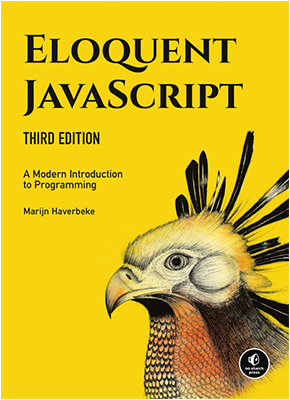 ELOQUENT
JAVASCRIPT
THIRD EDITION
A Modern Introduction
to Programming
Marijn Haverbeke
no starch
press